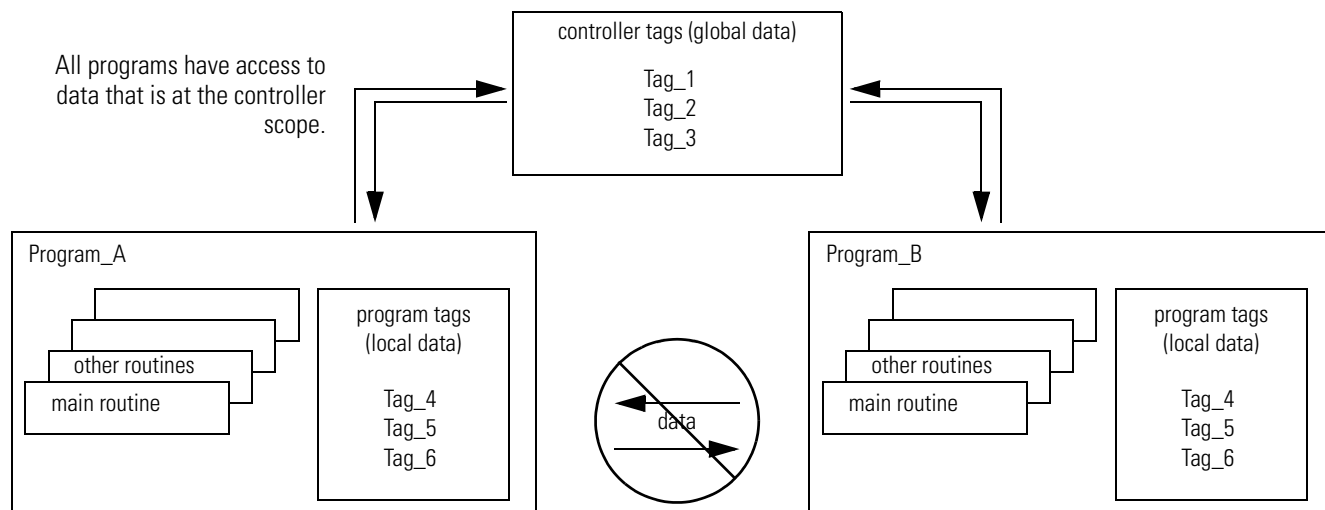 controller tags (global data)
Tag_1
Tag_2
Tag_3
All programs have access to
data that is at the controller
scope.
Program_A
other routines
main routine
program tags
(local data)
Tag_4
Tag_5
Tag_6
data
Program_B
other routines
main routine
program tags
(local data)
Tag_4
Tag_5
Tag_6